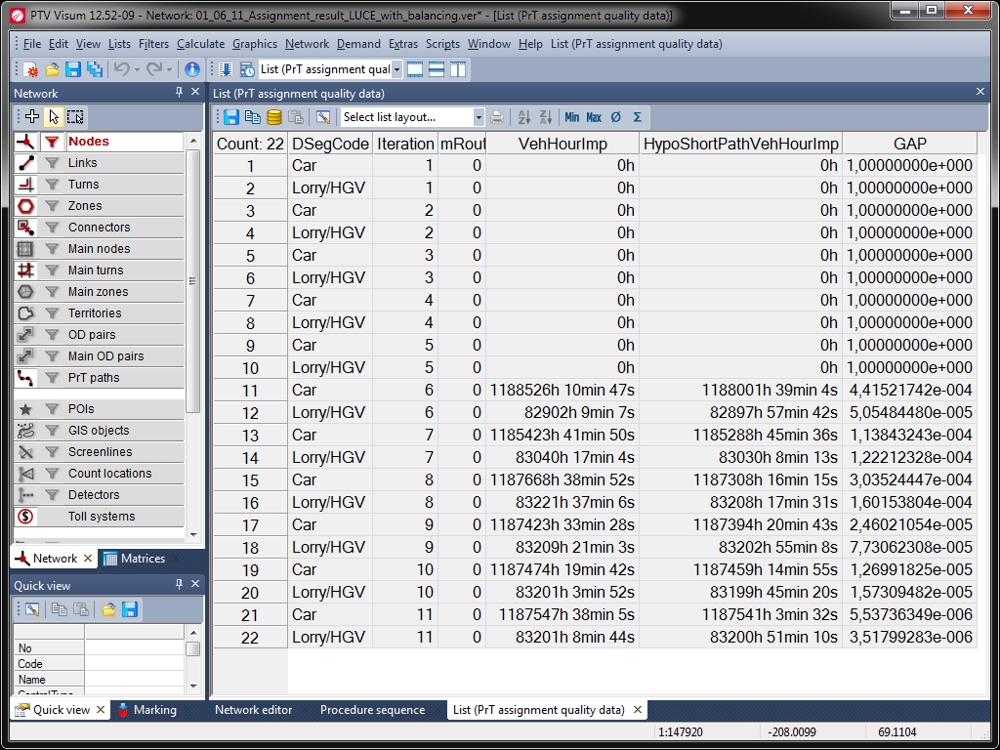 PTV Visum 12.52-09 - Network: 01_06_11_Assignment_result_LUCE_with_balancing.ver* - [List (PrT assignment quality data)]
File Edit View Lists Filters Calculate Graphics Network Demand Extras Scripts Window Help List (PrT assignment quality data)
List (PrT assignment qual
Network
List (PrT assignment quality data)
Select list layout...
Min Max Ø Σ
Nodes
Links
Turns
Zones
Connectors
Main nodes
Main turns
Main zones
Territories
OD pairs
Main OD pairs
PrT paths
POIs
GIS objects
Screenlines
Count locations
Detectors
Toll systems
Network
Matrices
Quick view
No
Code
Name
ControlType
Quick view
Marking
Count: 22 DSegCode Iteration mRout VehHourImp HypoShortPathVehHourImp GAP
1 Car 1 0 0h 0h 1,00000000e+000
2 Lorry/HGV 1 0 0h 0h 1,00000000e+000
3 Car 2 0 0h 0h 1,00000000e+000
4 Lorry/HGV 2 0 0h 0h 1,00000000e+000
5 Car 3 0 0h 0h 1,00000000e+000
6 Lorry/HGV 3 0 0h 0h 1,00000000e+000
7 Car 4 0 0h 0h 1,00000000e+000
8 Lorry/HGV 4 0 0h 0h 1,00000000e+000
9 Car 5 0 0h 0h 1,00000000e+000
10 Lorry/HGV 5 0 0h 0h 1,00000000e+000
11 Car 6 0 1188526h 10min 47s 1188001h 39min 4s 4,41521742e-004
12 Lorry/HGV 6 0 82902h 9min 7s 82897h 57min 42s 5,05484480e-005
13 Car 7 0 1185423h 41min 50s 1185288h 45min 36s 1,13843243e-004
14 Lorry/HGV 7 0 83040h 17min 4s 83030h 8min 13s 1,22212328e-004
15 Car 8 0 1187668h 38min 52s 1187308h 16min 15s 3,03524447e-004
16 Lorry/HGV 8 0 83221h 37min 6s 83208h 17min 31s 1,60153804e-004
17 Car 9 0 1187423h 33min 28s 1187394h 20min 43s 2,46021054e-005
18 Lorry/HGV 9 0 83209h 21min 3s 83202h 55min 8s 7,73062308e-005
19 Car 10 0 1187474h 19min 42s 1187459h 14min 55s 1,26991825e-005
20 Lorry/HGV 10 0 83201h 3min 52s 83199h 45min 20s 1,57309482e-005
21 Car 11 0 1187547h 38min 5s 1187541h 3min 32s 5,53736349e-006
22 Lorry/HGV 11 0 83201h 8min 44s 83200h 51min 10s 3,51799283e-006
Network editor
Procedure sequence
List (PrT assignment quality data)
1:147920 -208.0099 69.1104